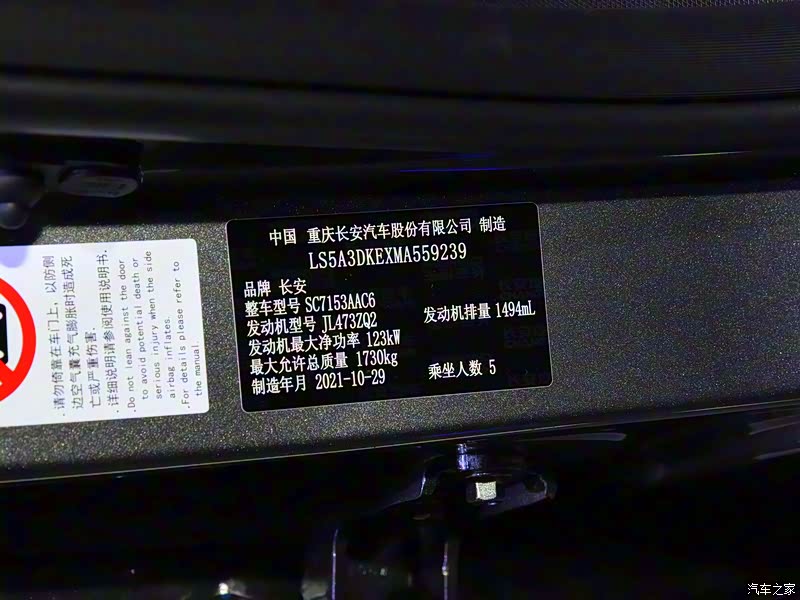 中国 重庆长安汽车股份有限公司 制造
LS5A3DKEXMA559239
品牌 长安
整车型号 SC7153AAC6
发动机型号 JL473ZQ2 发动机排量 1494mL
发动机最大净功率 123kW
最大允许总质量 1730kg
制造年月 2021-10-29 乘坐人数 5
·请勿倚靠在车门上，以防侧
边空气囊充气膨胀时造成死
亡或严重伤害.
·详细说明请参阅使用说明书.
·Do not lean against the door
to avoid potential death or
serious injury when the side
airbag inflates.
·For details please refer to
the manual.
汽车之家